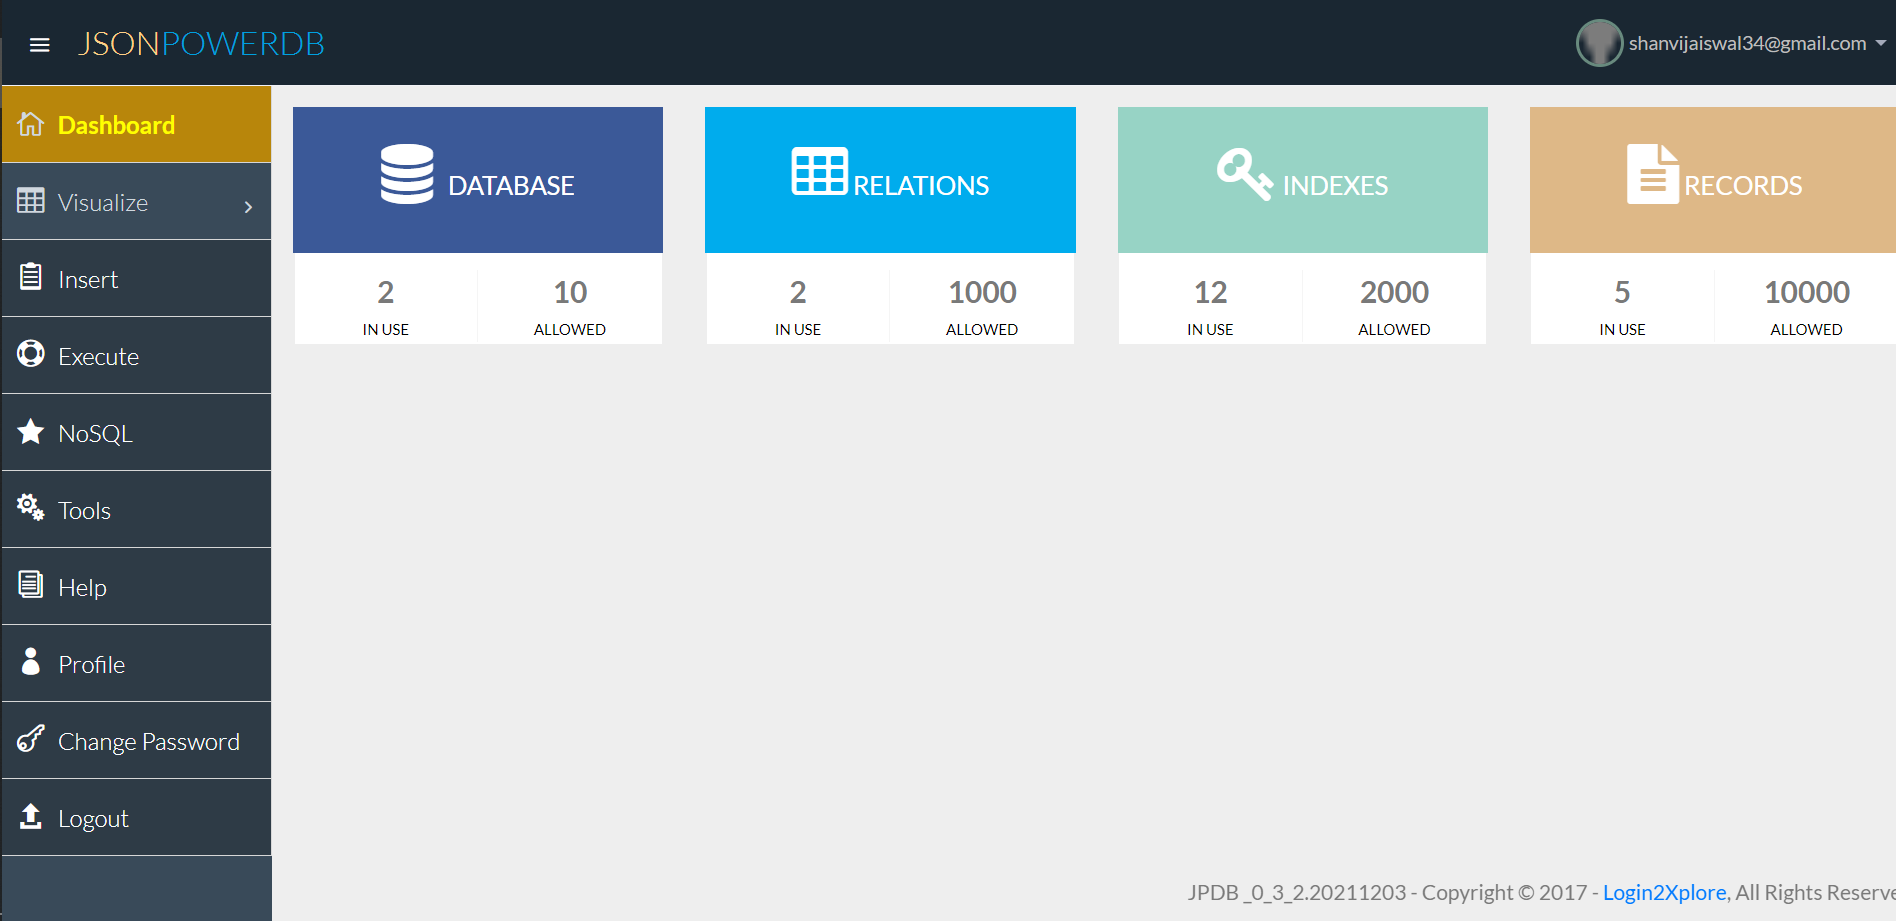 JSONPOWERDB
shanvijaiswal34@gmail.com
Dashboard
Visualize
Insert
Execute
NoSQL
Tools
Help
Profile
Change Password
Logout
DATABASE
2 10
IN USE ALLOWED
RELATIONS
2 1000
IN USE ALLOWED
INDEXES
12 2000
IN USE ALLOWED
RECORDS
5 10000
IN USE ALLOWED
JPDB _0_3_2.20211203 - Copyright © 2017 - Login2Xplore, All Rights Reserve